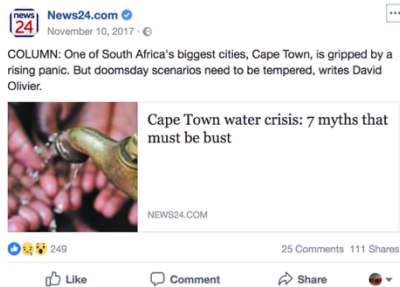 news
24
News24.com
November 10, 2017 ·
COLUMN: One of South Africa's biggest cities, Cape Town, is gripped by a
rising panic. But doomsday scenarios need to be tempered, writes David
Olivier.
Cape Town water crisis: 7 myths that
must be bust
NEWS24.COM
249
25 Comments 111 Shares
Like Comment Share